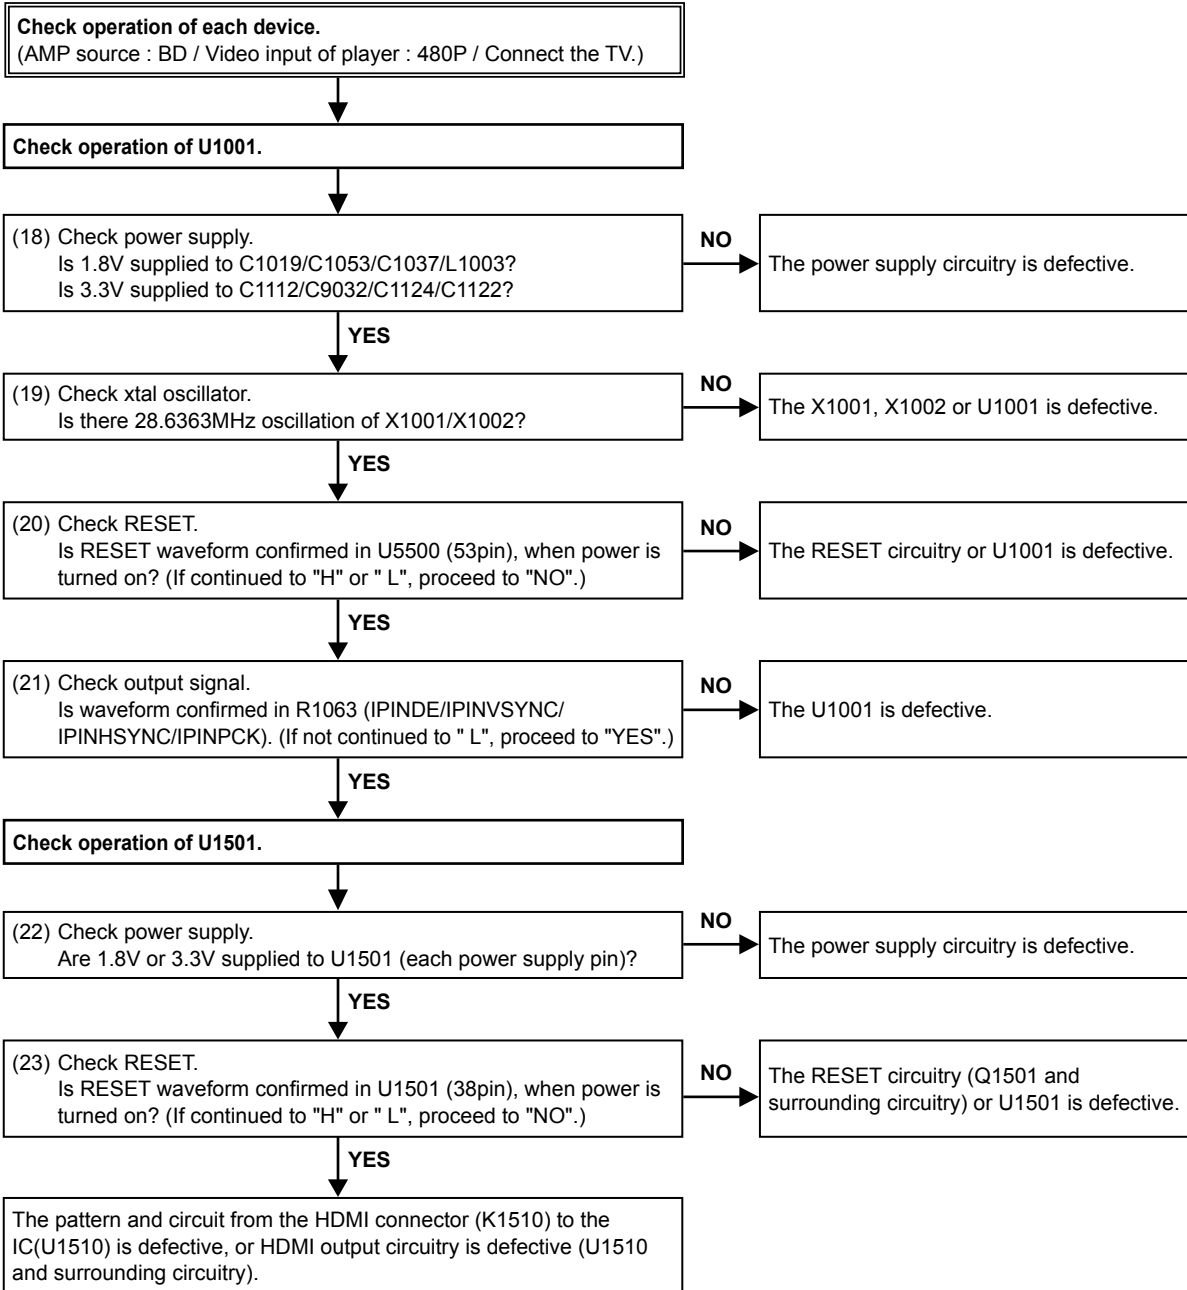 Check operation of each device.
(AMP source : BD / Video input of player : 480P / Connect the TV.)
Check operation of U1001.
(18) Check power supply.
Is 1.8V supplied to C1019/C1053/C1037/L1003?
Is 3.3V supplied to C1112/C9032/C1124/C1122?
NO
The power supply circuitry is defective.
YES
(19) Check xtal oscillator.
Is there 28.6363MHz oscillation of X1001/X1002?
NO
The X1001, X1002 or U1001 is defective.
YES
(20) Check RESET.
Is RESET waveform confirmed in U5500 (53pin), when power is
turned on? (If continued to "H" or " L", proceed to "NO".)
NO
The RESET circuitry or U1001 is defective.
YES
(21) Check output signal.
Is waveform confirmed in R1063 (IPINDE/IPINVSYNC/
IPINHSYNC/IPINPCK). (If not continued to " L", proceed to "YES".)
NO
The U1001 is defective.
YES
Check operation of U1501.
(22) Check power supply.
Are 1.8V or 3.3V supplied to U1501 (each power supply pin)?
NO
The power supply circuitry is defective.
YES
(23) Check RESET.
Is RESET waveform confirmed in U1501 (38pin), when power is
turned on? (If continued to "H" or " L", proceed to "NO".)
NO
The RESET circuitry (Q1501 and
surrounding circuitry) or U1501 is defective.
YES
The pattern and circuit from the HDMI connector (K1510) to the
IC(U1510) is defective, or HDMI output circuitry is defective (U1510
and surrounding circuitry).